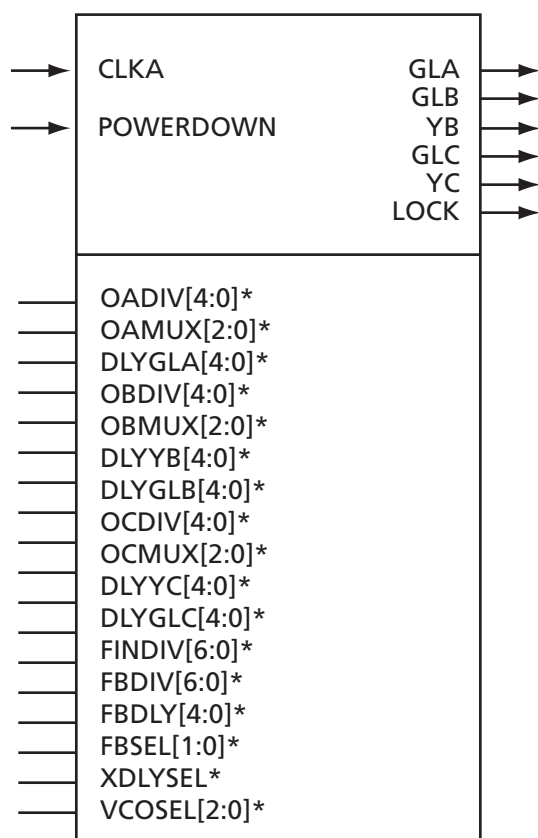 CLKA GLA
GLB
POWERDOWN YB
GLC
YC
LOCK
OADIV[4:0]*
OAMUX[2:0]*
DLYGLA[4:0]*
OBDIV[4:0]*
OBMUX[2:0]*
DLYYB[4:0]*
DLYGLB[4:0]*
OCDIV[4:0]*
OCMUX[2:0]*
DLYYC[4:0]*
DLYGLC[4:0]*
FINDIV[6:0]*
FBDIV[6:0]*
FBDLY[4:0]*
FBSEL[1:0]*
XDLYSEL*
VCOSEL[2:0]*